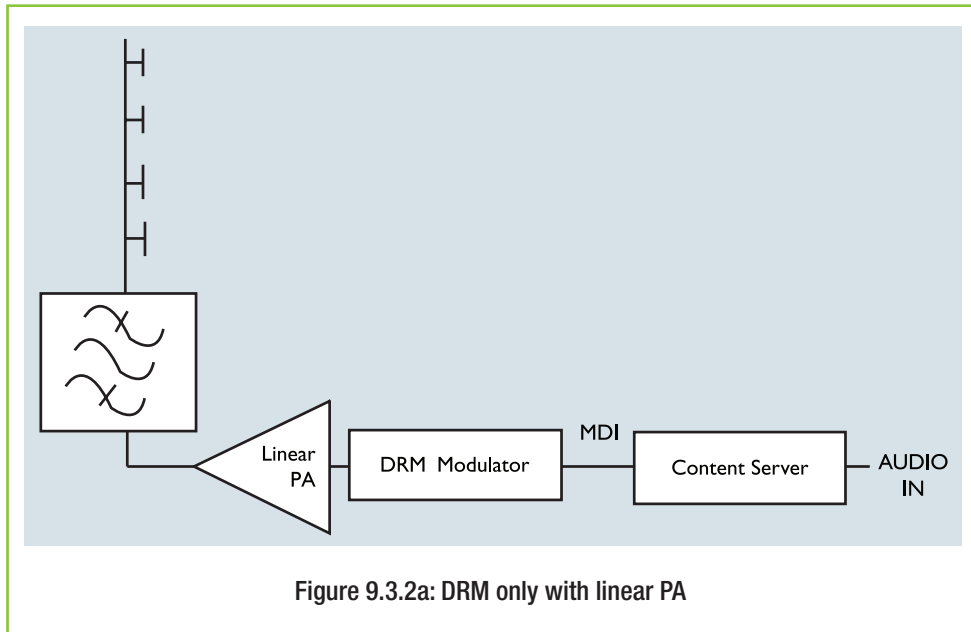 Linear
PA
DRM Modulator
MDI
Content Server
AUDIO
IN
Figure 9.3.2a: DRM only with linear PA